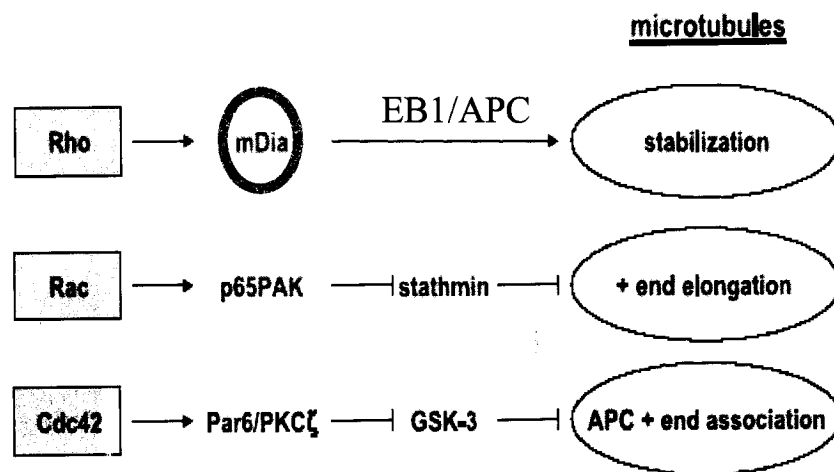 microtubules
EB1/APC
Rho mDia stabilization
Rac p65PAK stathmin + end elongation
Cdc42 Par6/PKCζ GSK-3 APC + end association